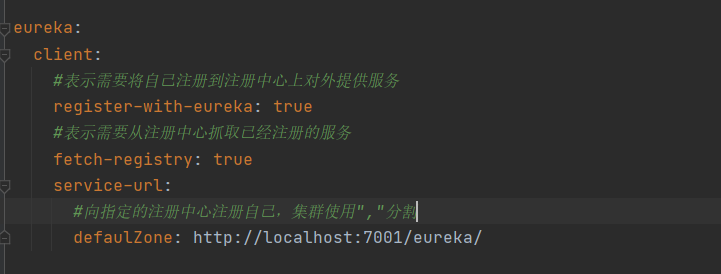 eureka:
client:
#表示需要将自己注册到注册中心上对外提供服务
register-with-eureka: true
#表示需要从注册中心抓取已经注册的服务
fetch-registry: true
service-url:
#向指定的注册中心注册自己，集群使用","分割
defaulZone: http://localhost:7001/eureka/